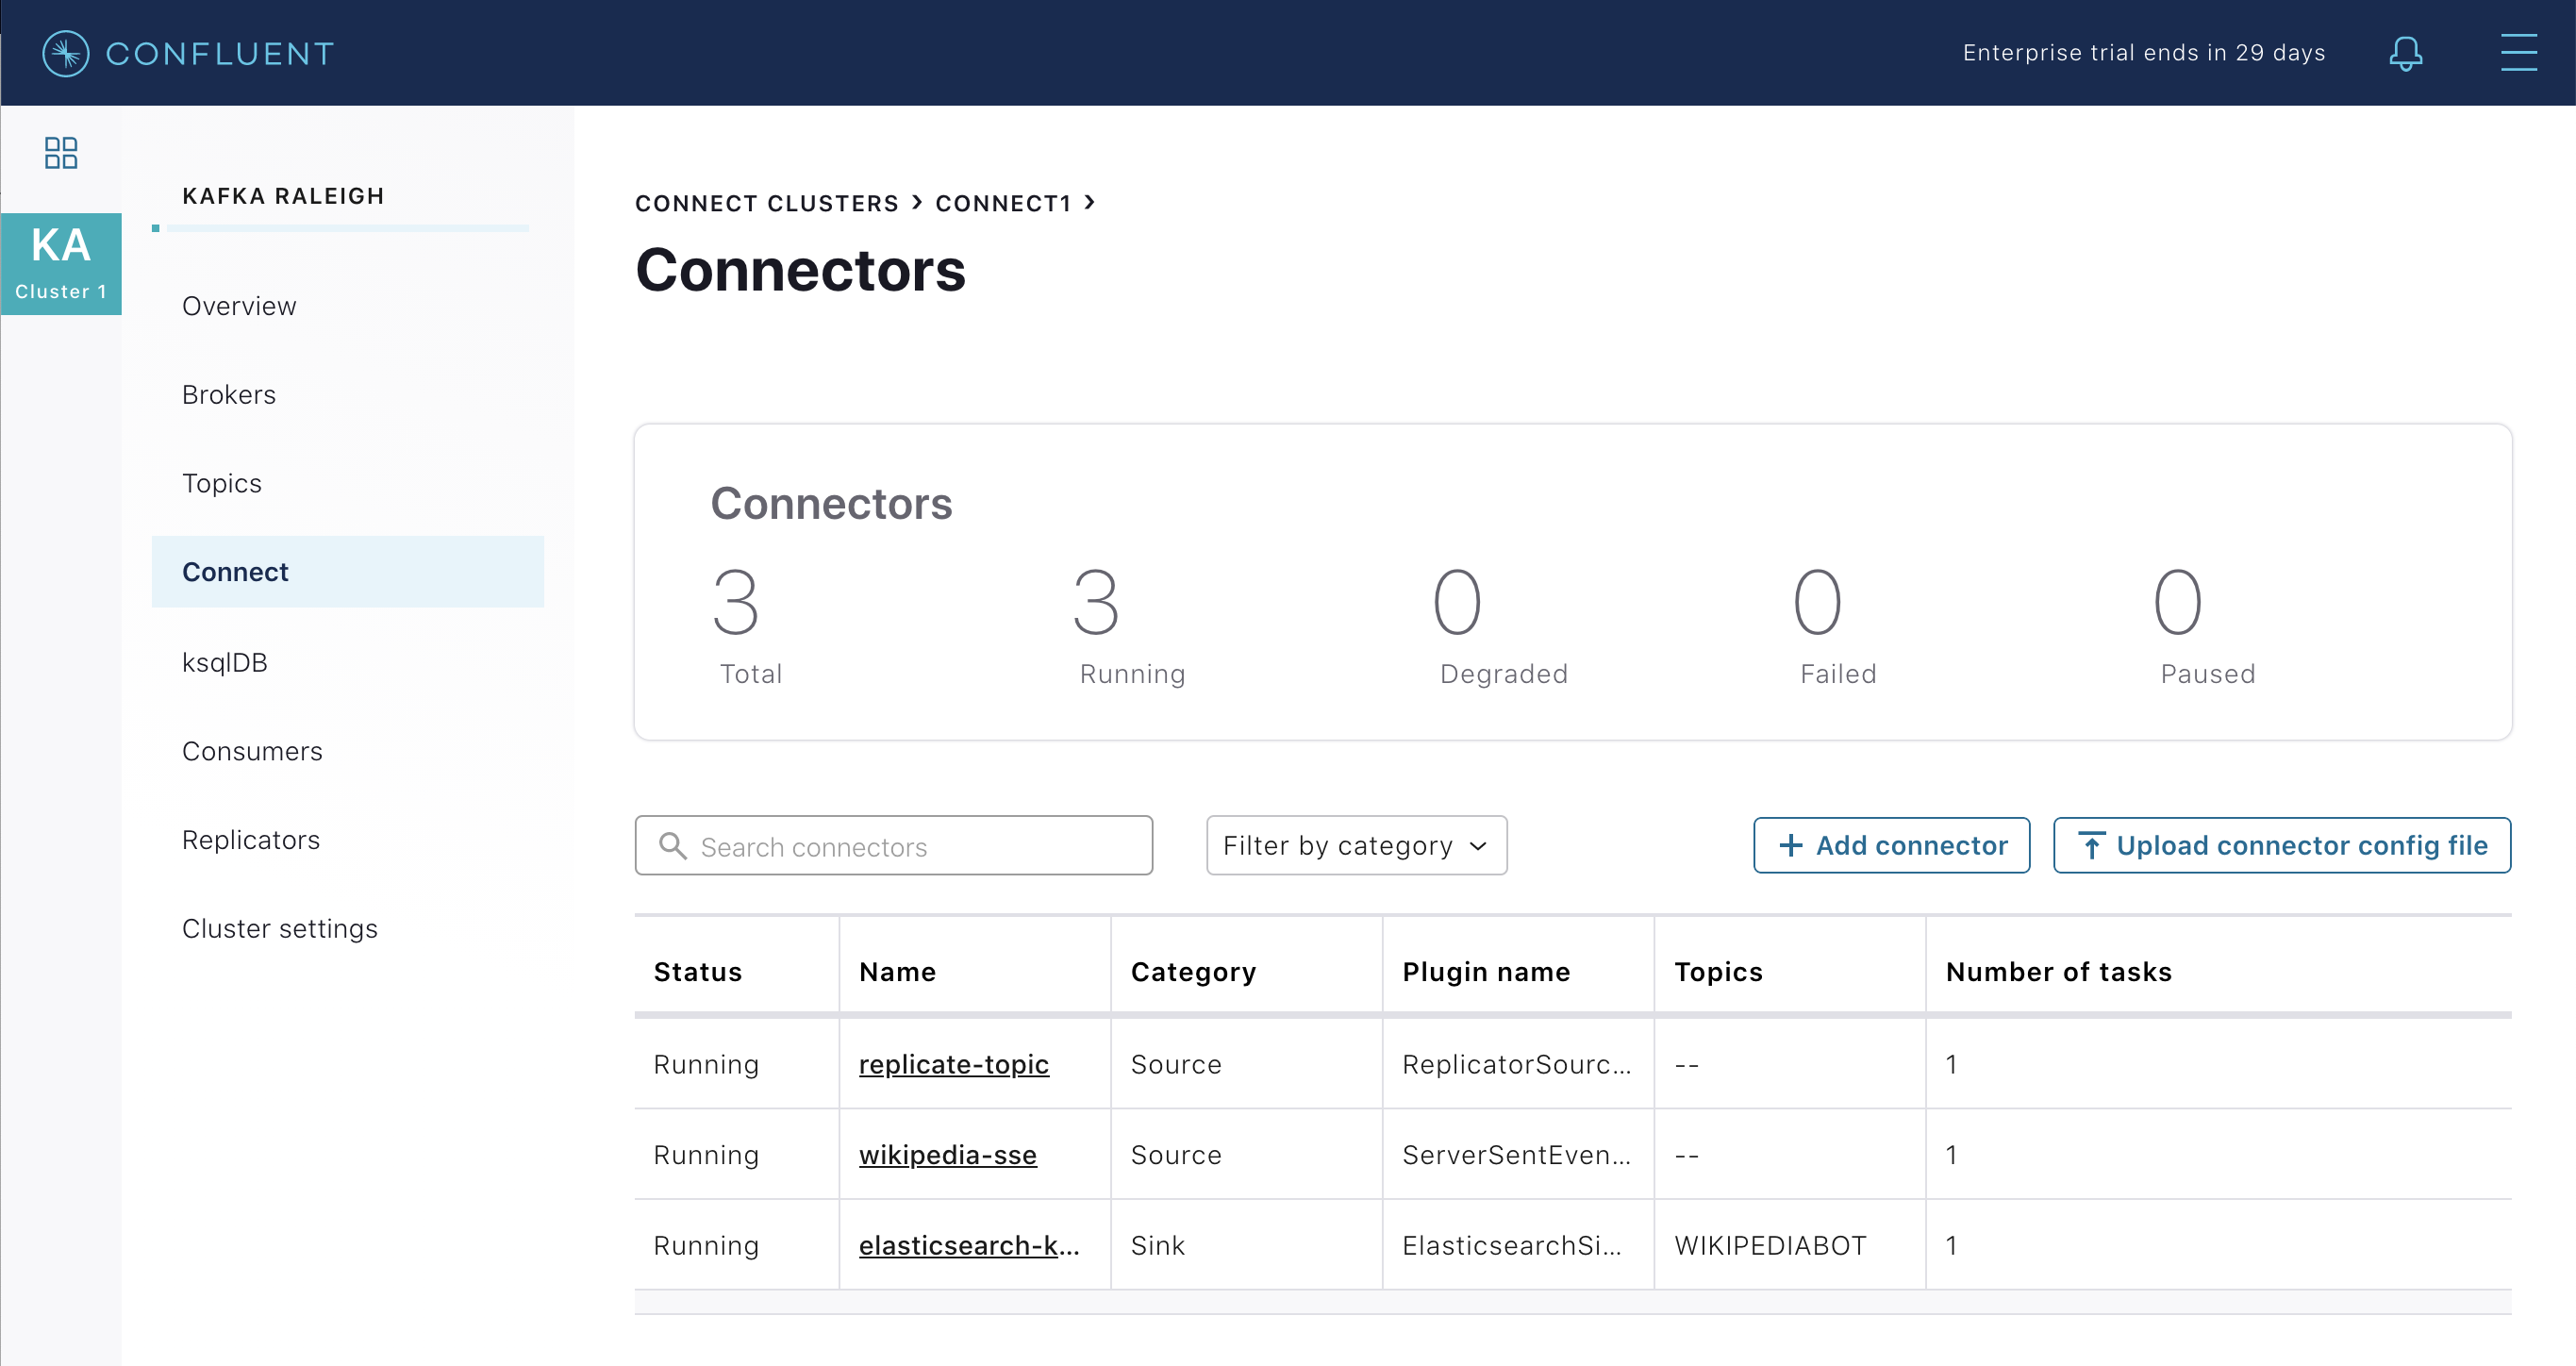 CONFLUENT
Enterprise trial ends in 29 days
KA
Cluster 1
KAFKA RALEIGH
Overview
Brokers
Topics
Connect
ksqlDB
Consumers
Replicators
Cluster settings
CONNECT CLUSTERS > CONNECT1 >
Connectors
Connectors
3 3 0 0 0
Total Running Degraded Failed Paused
Search connectors Filter by category + Add connector Upload connector config file
Status Name Category Plugin name Topics Number of tasks
Running replicate-topic Source ReplicatorSourc... -- 1
Running wikipedia-sse Source ServerSentEven... -- 1
Running elasticsearch-k... Sink ElasticsearchSi... WIKIPEDIABOT 1